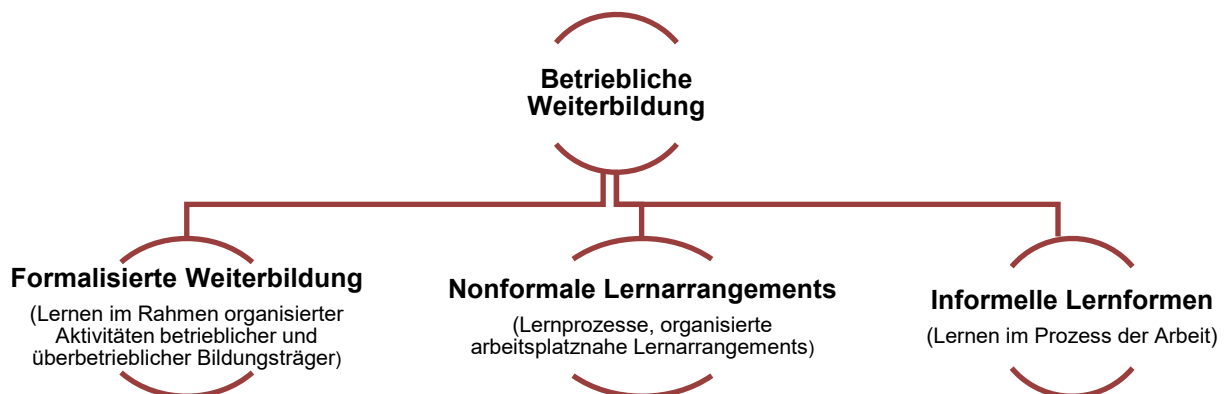 Betriebliche
Weiterbildung
Formalisierte Weiterbildung
(Lernen im Rahmen organisierter
Aktivitäten betrieblicher und
überbetrieblicher Bildungsträger)
Nonformale Lernarrangements
(Lernprozesse, organisierte
arbeitsplatznahe Lernarrangements)
Informelle Lernformen
(Lernen im Prozess der Arbeit)